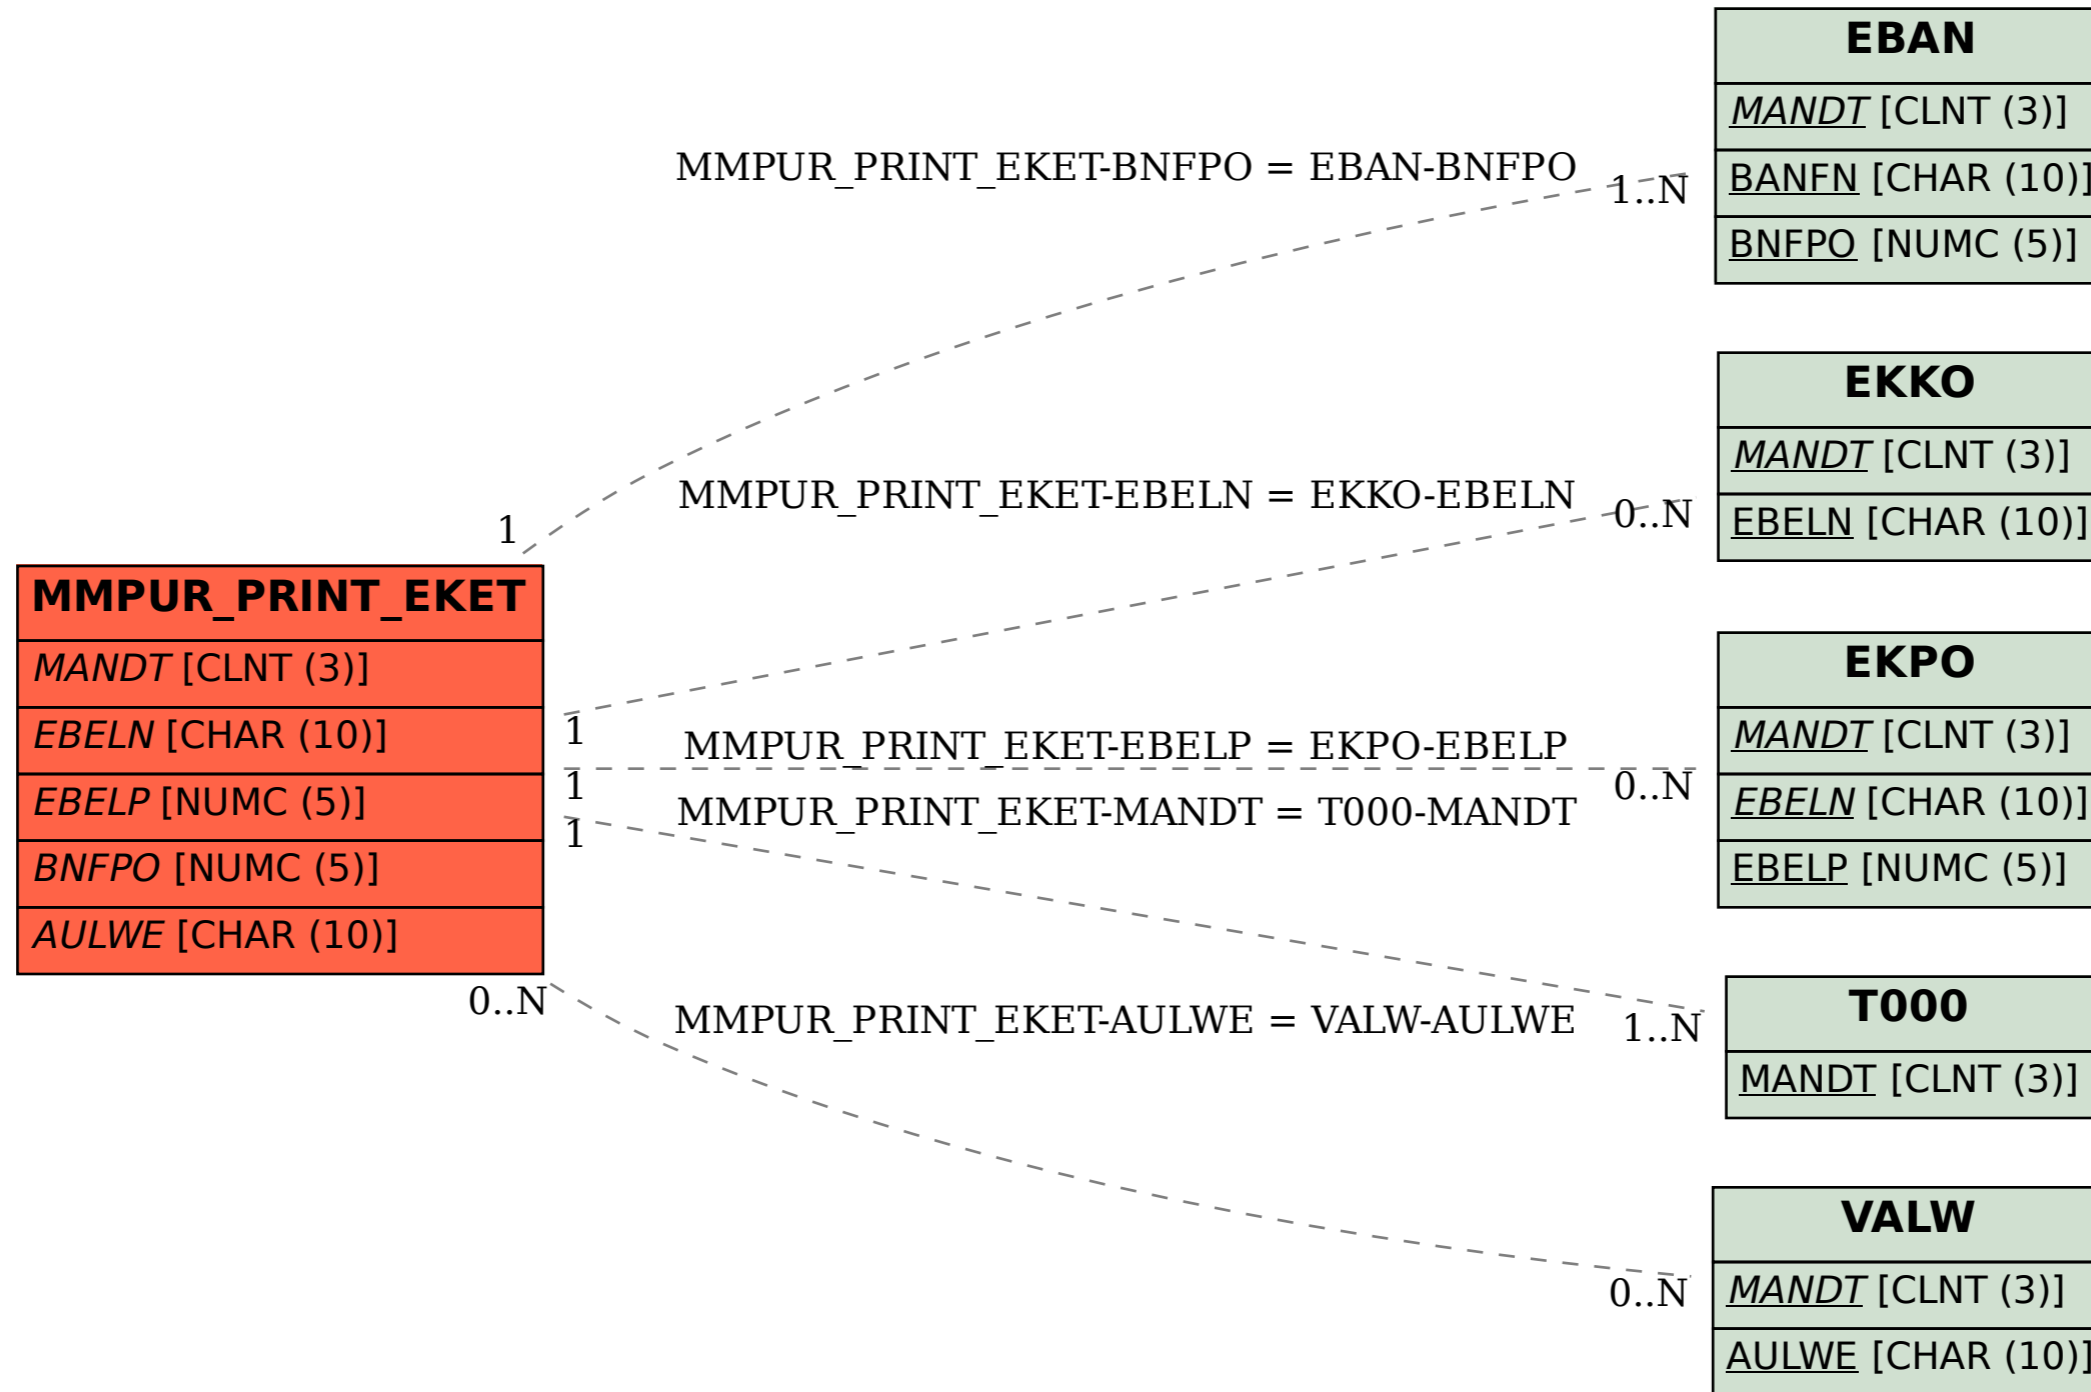 EBAN
MANDT [CLNT (3)]
BANFN [CHAR (10)]
BNFPO [NUMC (5)]
MMPUR_PRINT_EKET-BNFPO = EBAN-BNFPO
1..N
1
EKKO
MANDT [CLNT (3)]
EBELN [CHAR (10)]
MMPUR_PRINT_EKET-EBELN = EKKO-EBELN
0..N
1
MMPUR_PRINT_EKET
MANDT [CLNT (3)]
EBELN [CHAR (10)]
EBELP [NUMC (5)]
BNFPO [NUMC (5)]
AULWE [CHAR (10)]
EKPO
MANDT [CLNT (3)]
EBELN [CHAR (10)]
EBELP [NUMC (5)]
MMPUR_PRINT_EKET-EBELP = EKPO-EBELP
0..N
1
MMPUR_PRINT_EKET-MANDT = T000-MANDT
1
1..N
T000
MANDT [CLNT (3)]
0..N
MMPUR_PRINT_EKET-AULWE = VALW-AULWE
0..N
VALW
MANDT [CLNT (3)]
AULWE [CHAR (10)]